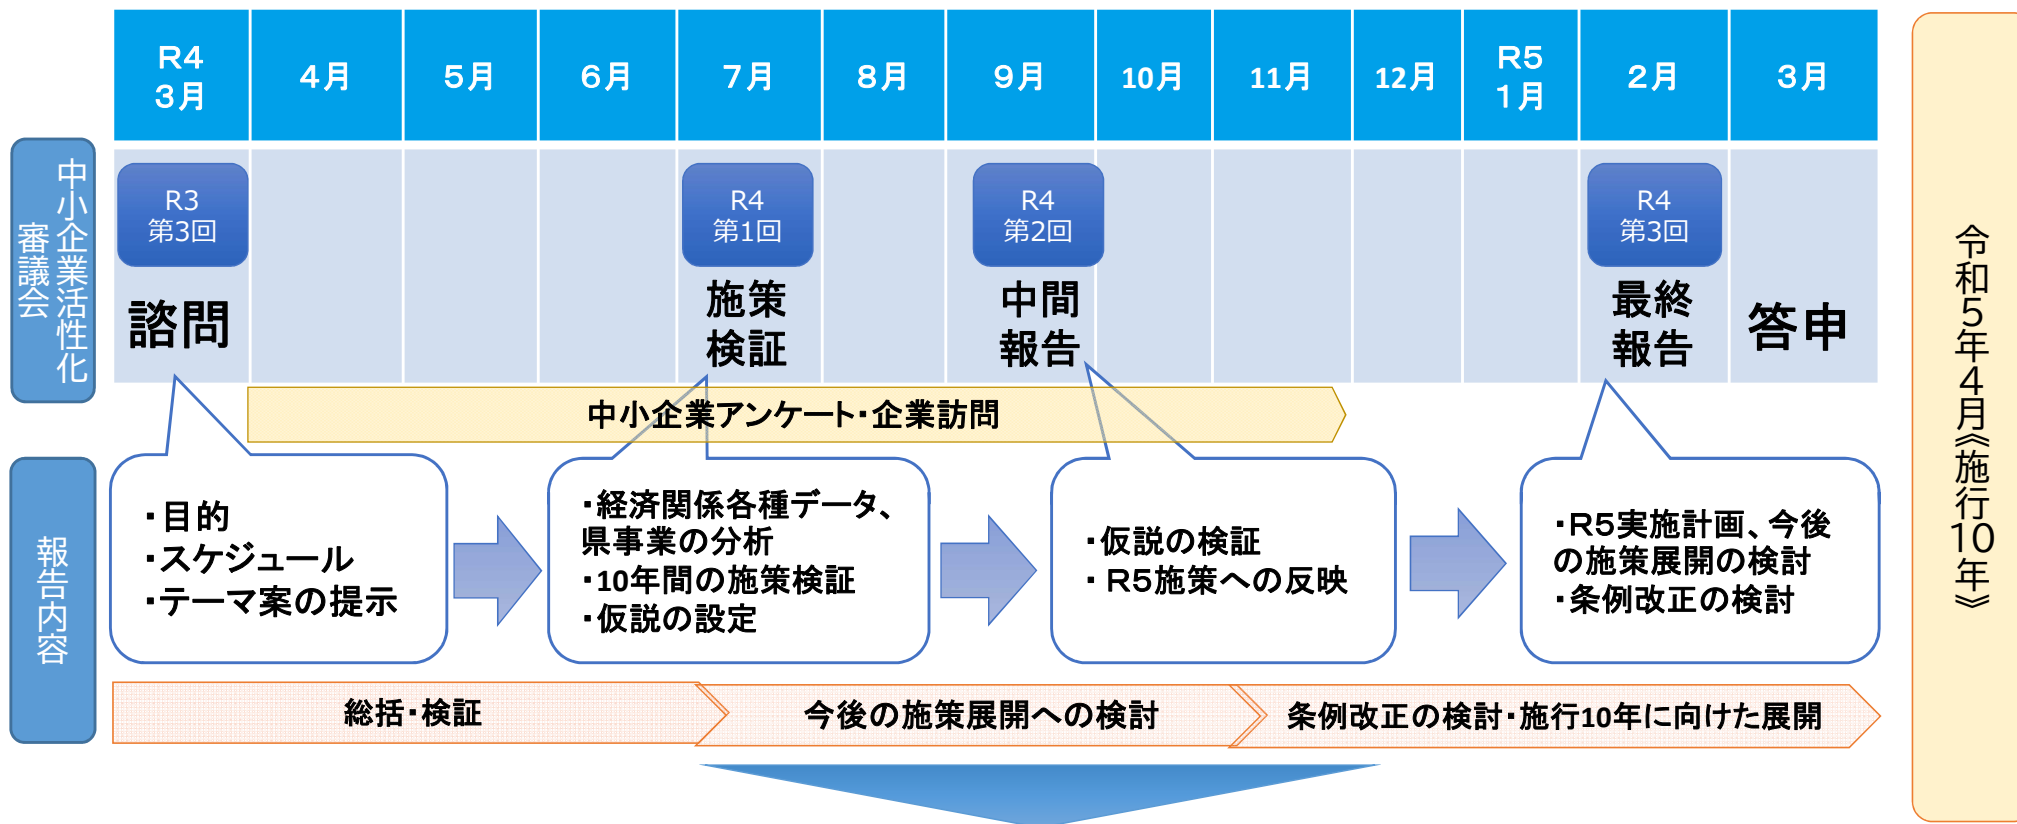 R4
3月
4月
5月
6月
7月
8月
9月
10月
11月
12月
R5
1月
2月
3月
中小企業活性化
審議会
R3
第3回
諮問
R4
第1回
施策
検証
R4
第2回
中間
報告
R4
第3回
最終
報告
答申
中小企業アンケート・企業訪問
報告内容
・目的
・スケジュール
・テーマ案の提示
・経済関係各種データ、
県事業の分析
・10年間の施策検証
・仮説の設定
・仮説の検証
・R5施策への反映
・R5実施計画、今後
の施策展開の検討
・条例改正の検討
総括・検証
今後の施策展開への検討
条例改正の検討・施行10年に向けた展開
令和5年4月《施行10年》